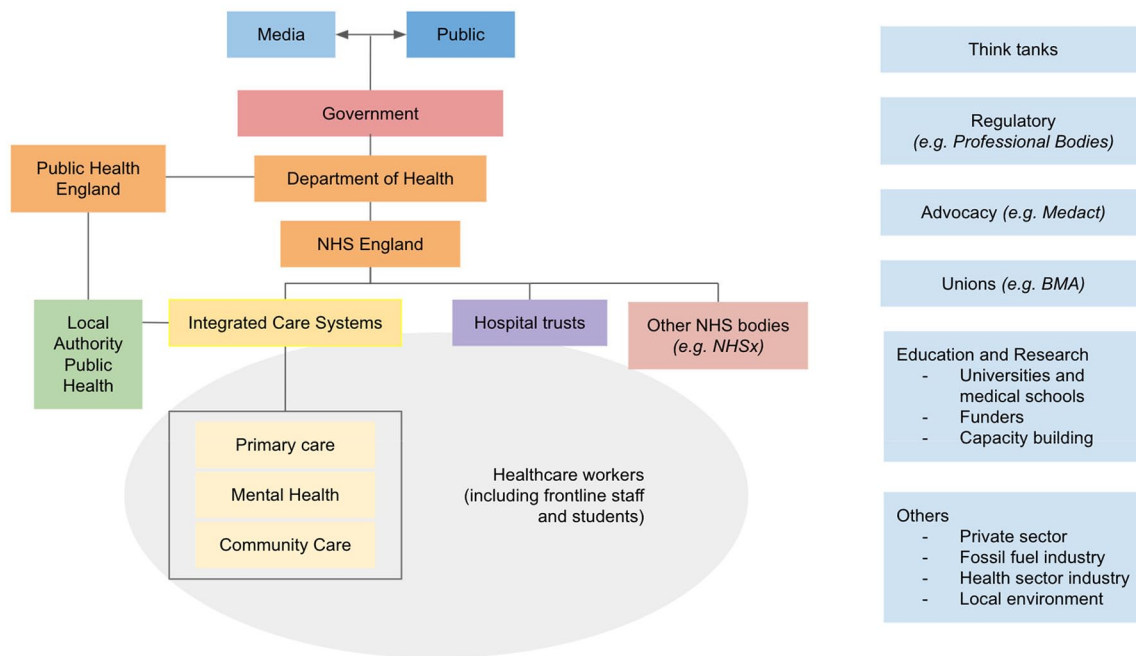 Media
Public
Government
Public Health
England
Department of Health
NHS England
Local
Authority
Public
Health
Integrated Care Systems
Hospital trusts
Other NHS bodies
(e.g. NHSx)
Primary care
Mental Health
Community Care
Healthcare workers
(including frontline staff
and students)
Think tanks
Regulatory
(e.g. Professional Bodies)
Advocacy (e.g. Medact)
Unions (e.g. BMA)
Education and Research
- Universities and
medical schools
- Funders
- Capacity building
Others
- Private sector
- Fossil fuel industry
- Health sector industry
- Local environment